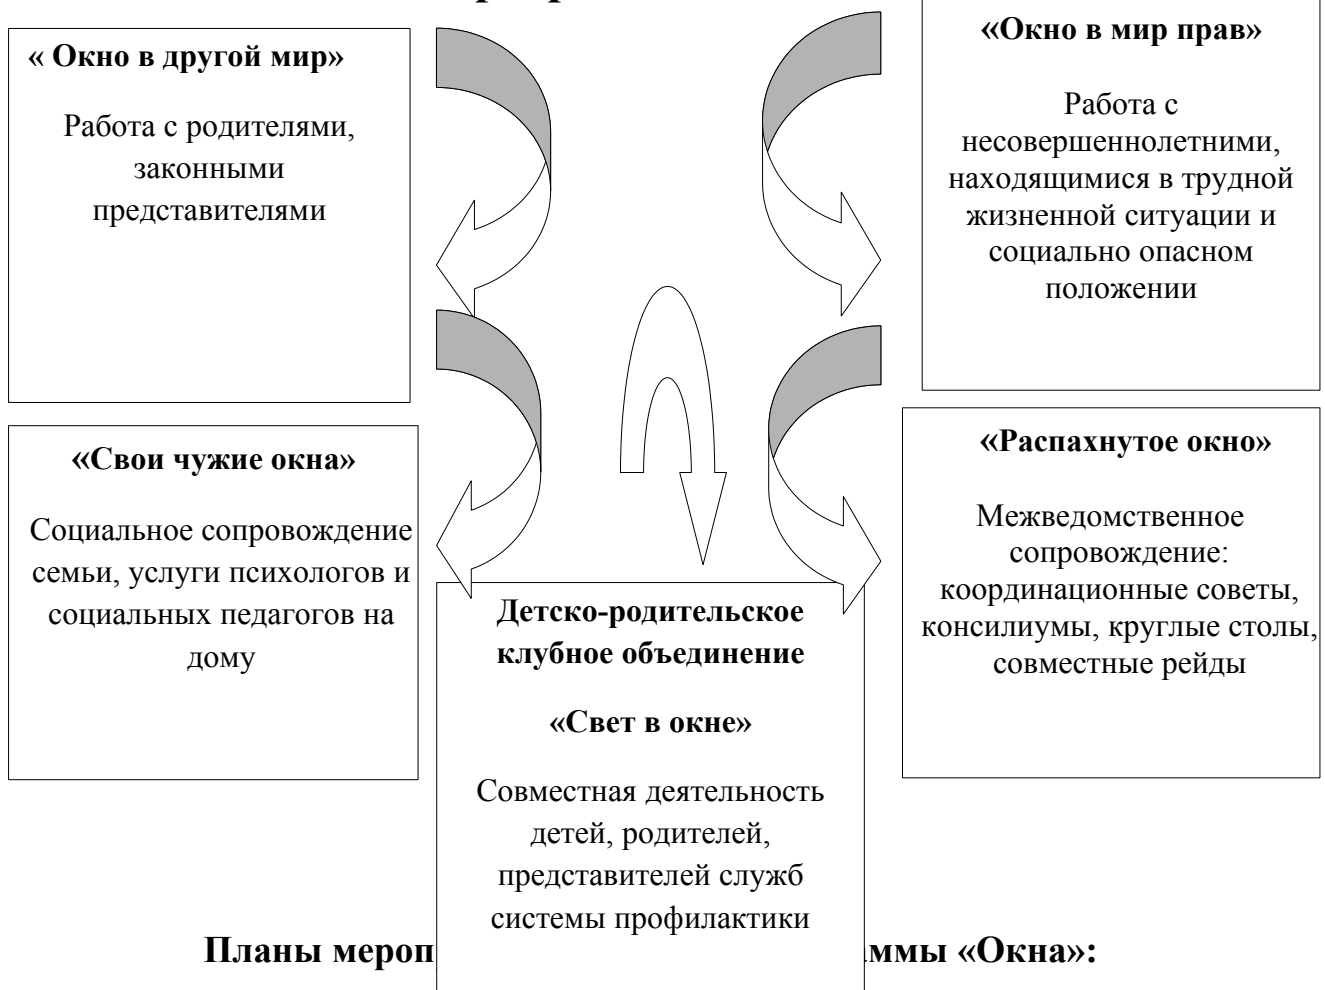 « Окно в другой мир»
Работа с родителями,
законными
представителями
«Окно в мир прав»
Работа с
несовершеннолетними,
находящимися в трудной
жизненной ситуации и
социально опасном
положении
«Свои чужие окна»
Социальное сопровождение
семьи, услуги психологов и
социальных педагогов на
дому
«Распахнутое окно»
Межведомственное
сопровождение:
координационные советы,
консилиумы, круглые столы,
совместные рейды
Детско-родительское
клубное объединение
«Свет в окне»
Совместная деятельность
детей, родителей,
представителей служб
системы профилактики
Планы мероп ммы «Окна»: